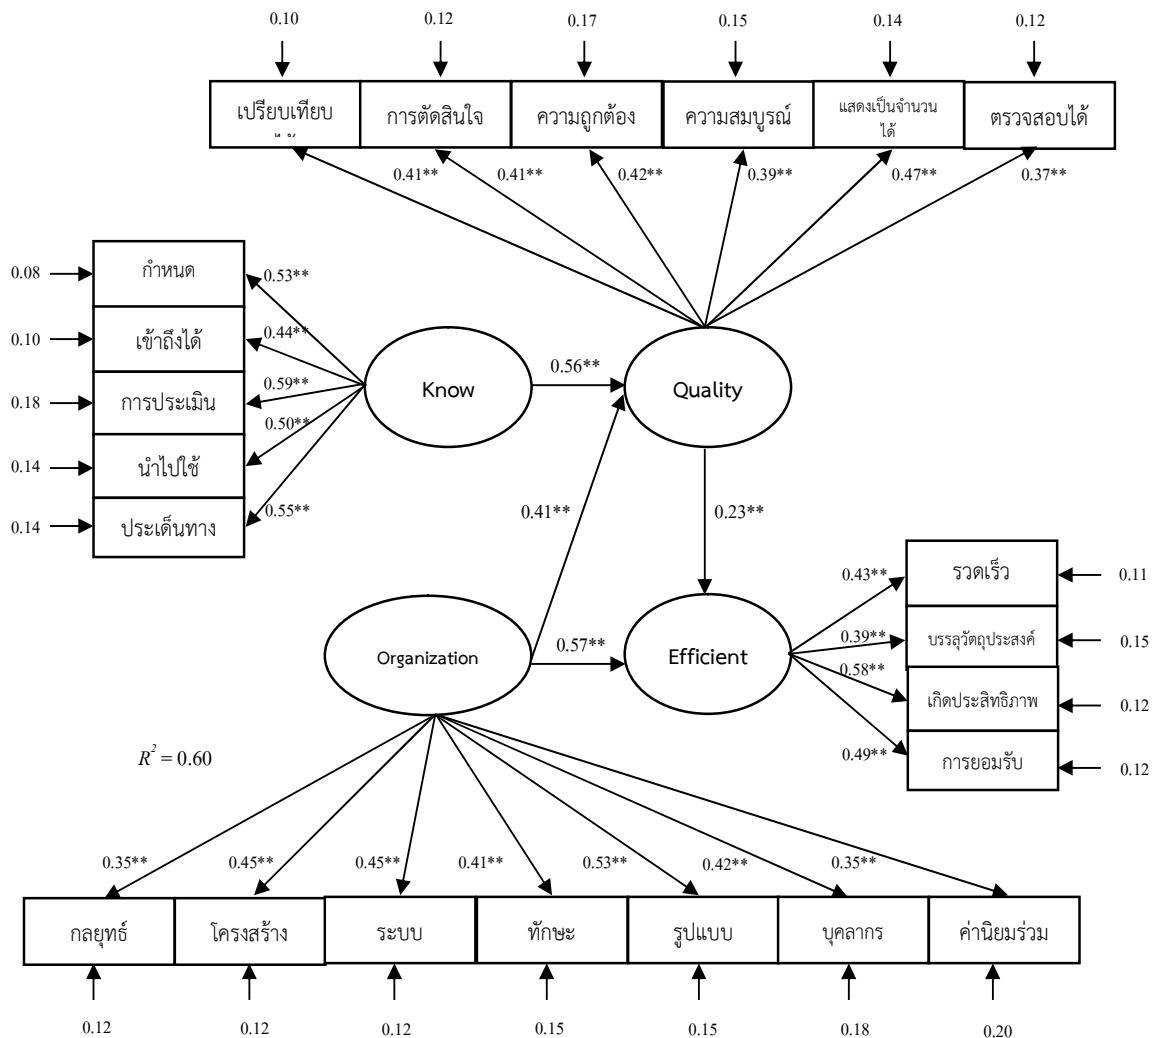 0.10 0.12 0.17 0.15 0.14 0.12
เปรียบเทียบ การตัดสินใจ ความถูกต้อง ความสมบูรณ์ แสดงเป็นจำนวน ตรวจสอบได้
ได้
0.41** 0.41** 0.42** 0.39** 0.47** 0.37**
0.08 กำหนด 0.53**
0.10 เข้าถึงได้ 0.44**
0.18 การประเมิน 0.59**
0.14 นำไปใช้ 0.50**
0.14 ประเด็นทาง 0.55**
Know 0.56** Quality
0.41** 0.23**
Organization 0.57** Efficient
0.43** รวดเร็ว 0.11
0.39** บรรลุวัตถุประสงค์ 0.15
0.58** เกิดประสิทธิภาพ 0.12
0.49** การยอมรับ 0.12
R² = 0.60
0.35** 0.45** 0.45** 0.41** 0.53** 0.42** 0.35**
กลยุทธ์ โครงสร้าง ระบบ ทักษะ รูปแบบ บุคลากร ค่านิยมร่วม
0.12 0.12 0.12 0.15 0.15 0.18 0.20